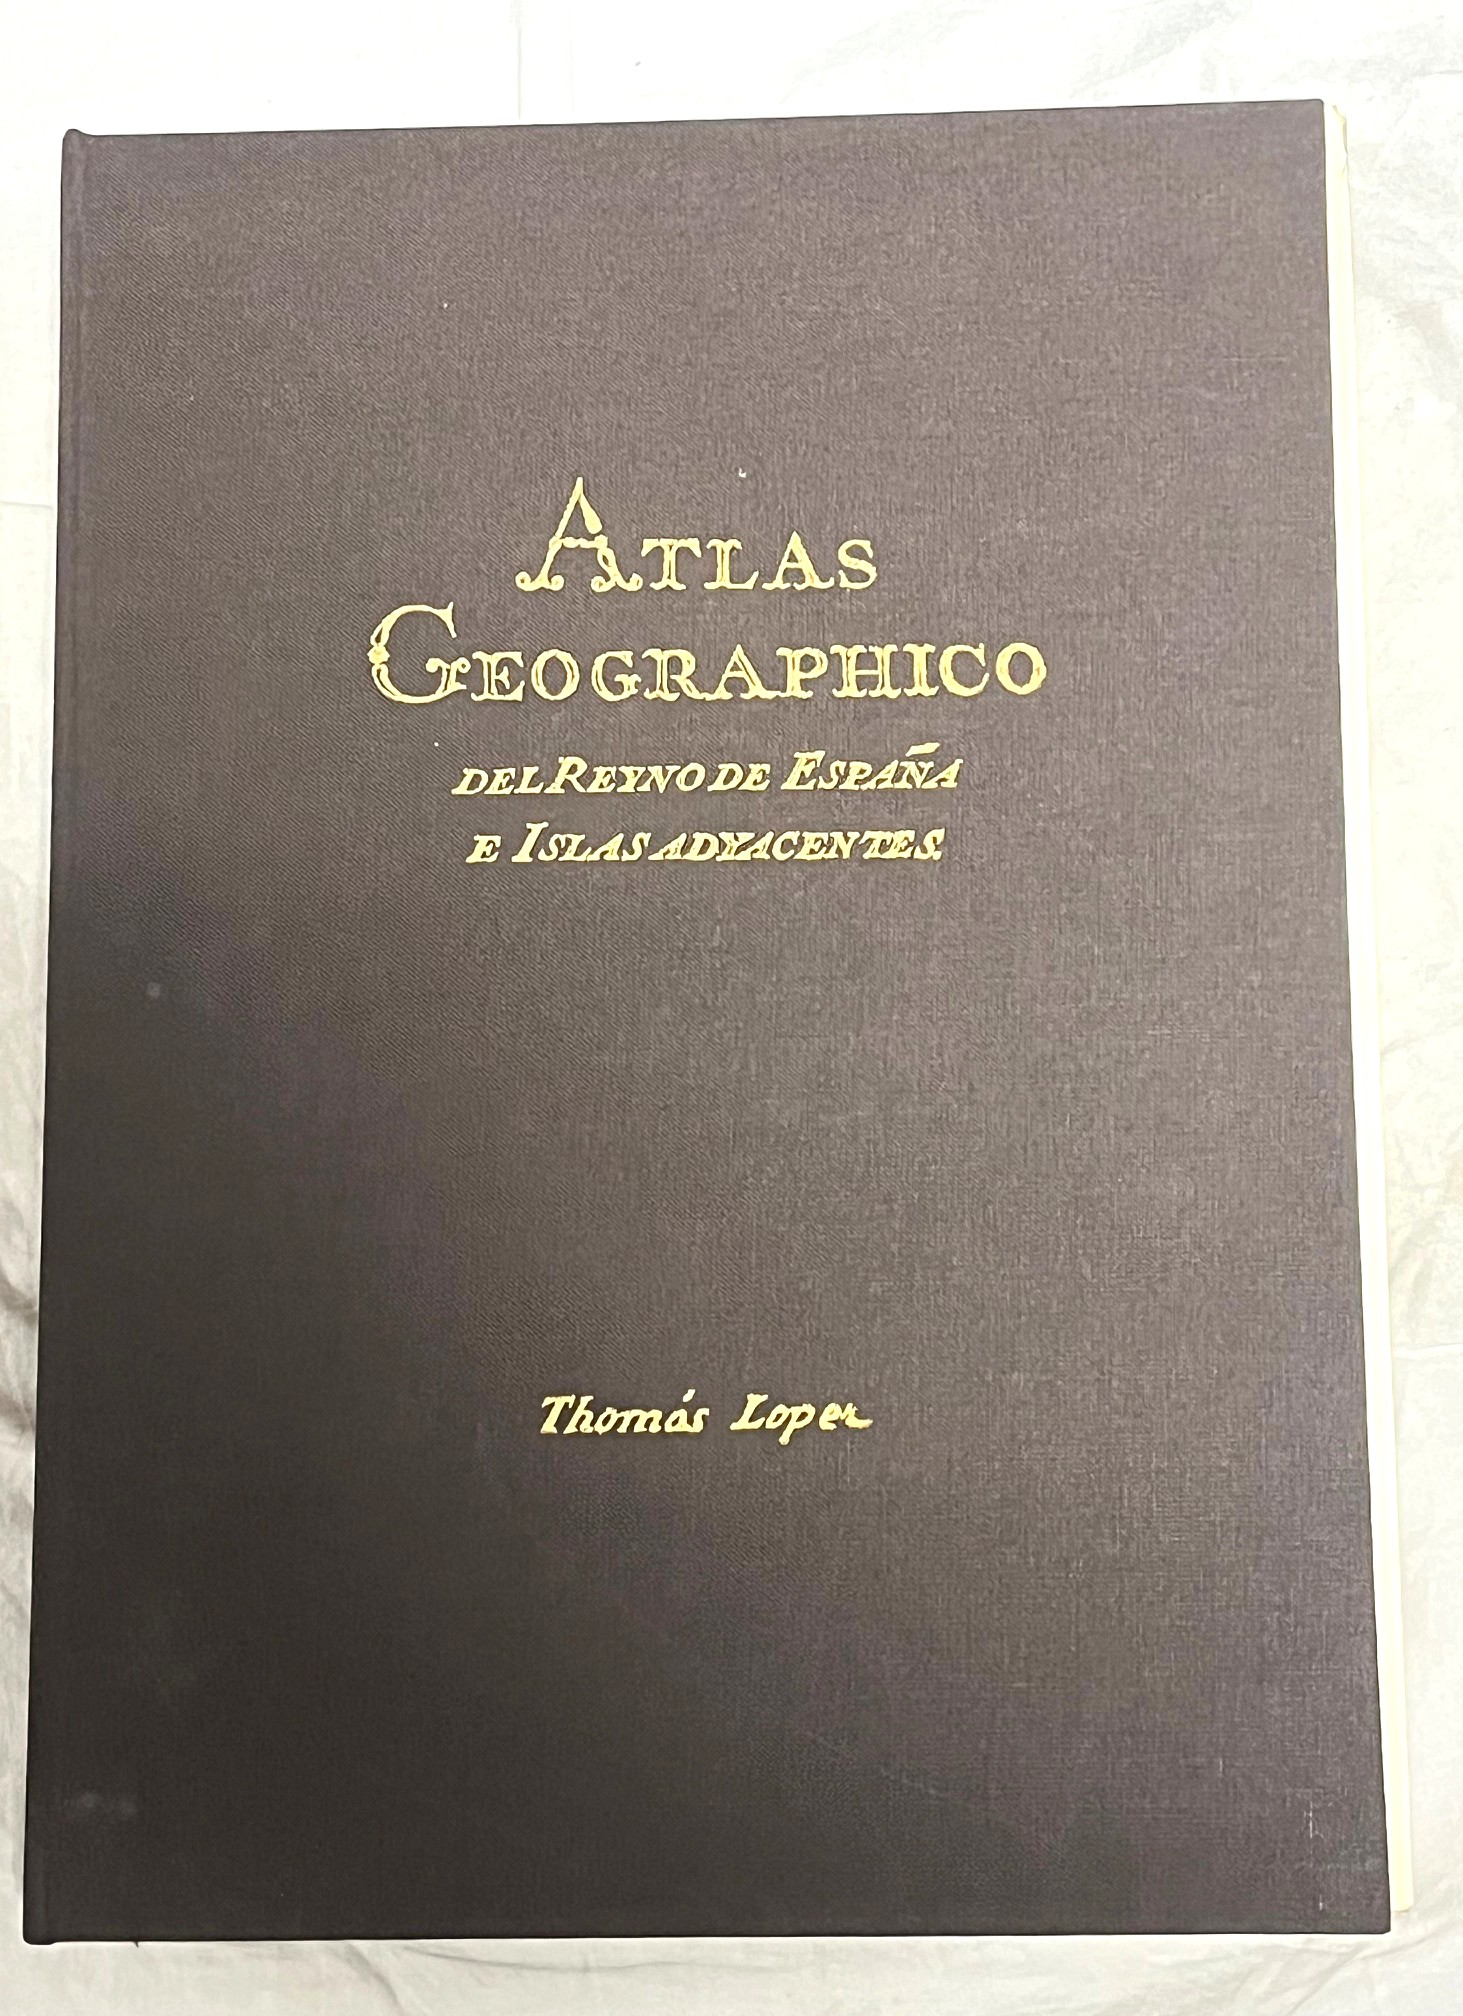 ATLAS
GEOGRAPHICO
DEL REYNO DE ESPAÑA
E ISLAS ADYACENTES.
Thomás Lopez